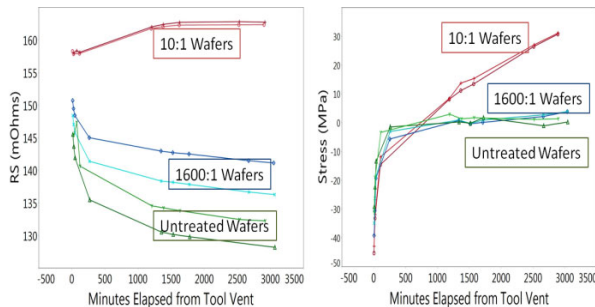 RS (mOhms)
160
155
150
145
140
135
130
10:1 Wafers
1600:1 Wafers
Untreated Wafers
0 500 1000 1500 2000 2500 3000 3500
Minutes Elapsed from Tool Vent
Stress (MPa)
40
30
20
10
0
-10
-20
-30
-40
-50
10:1 Wafers
1600:1 Wafers
Untreated Wafers
0 500 1000 1500 2000 2500 3000 3500
Minutes Elapsed from Tool Vent